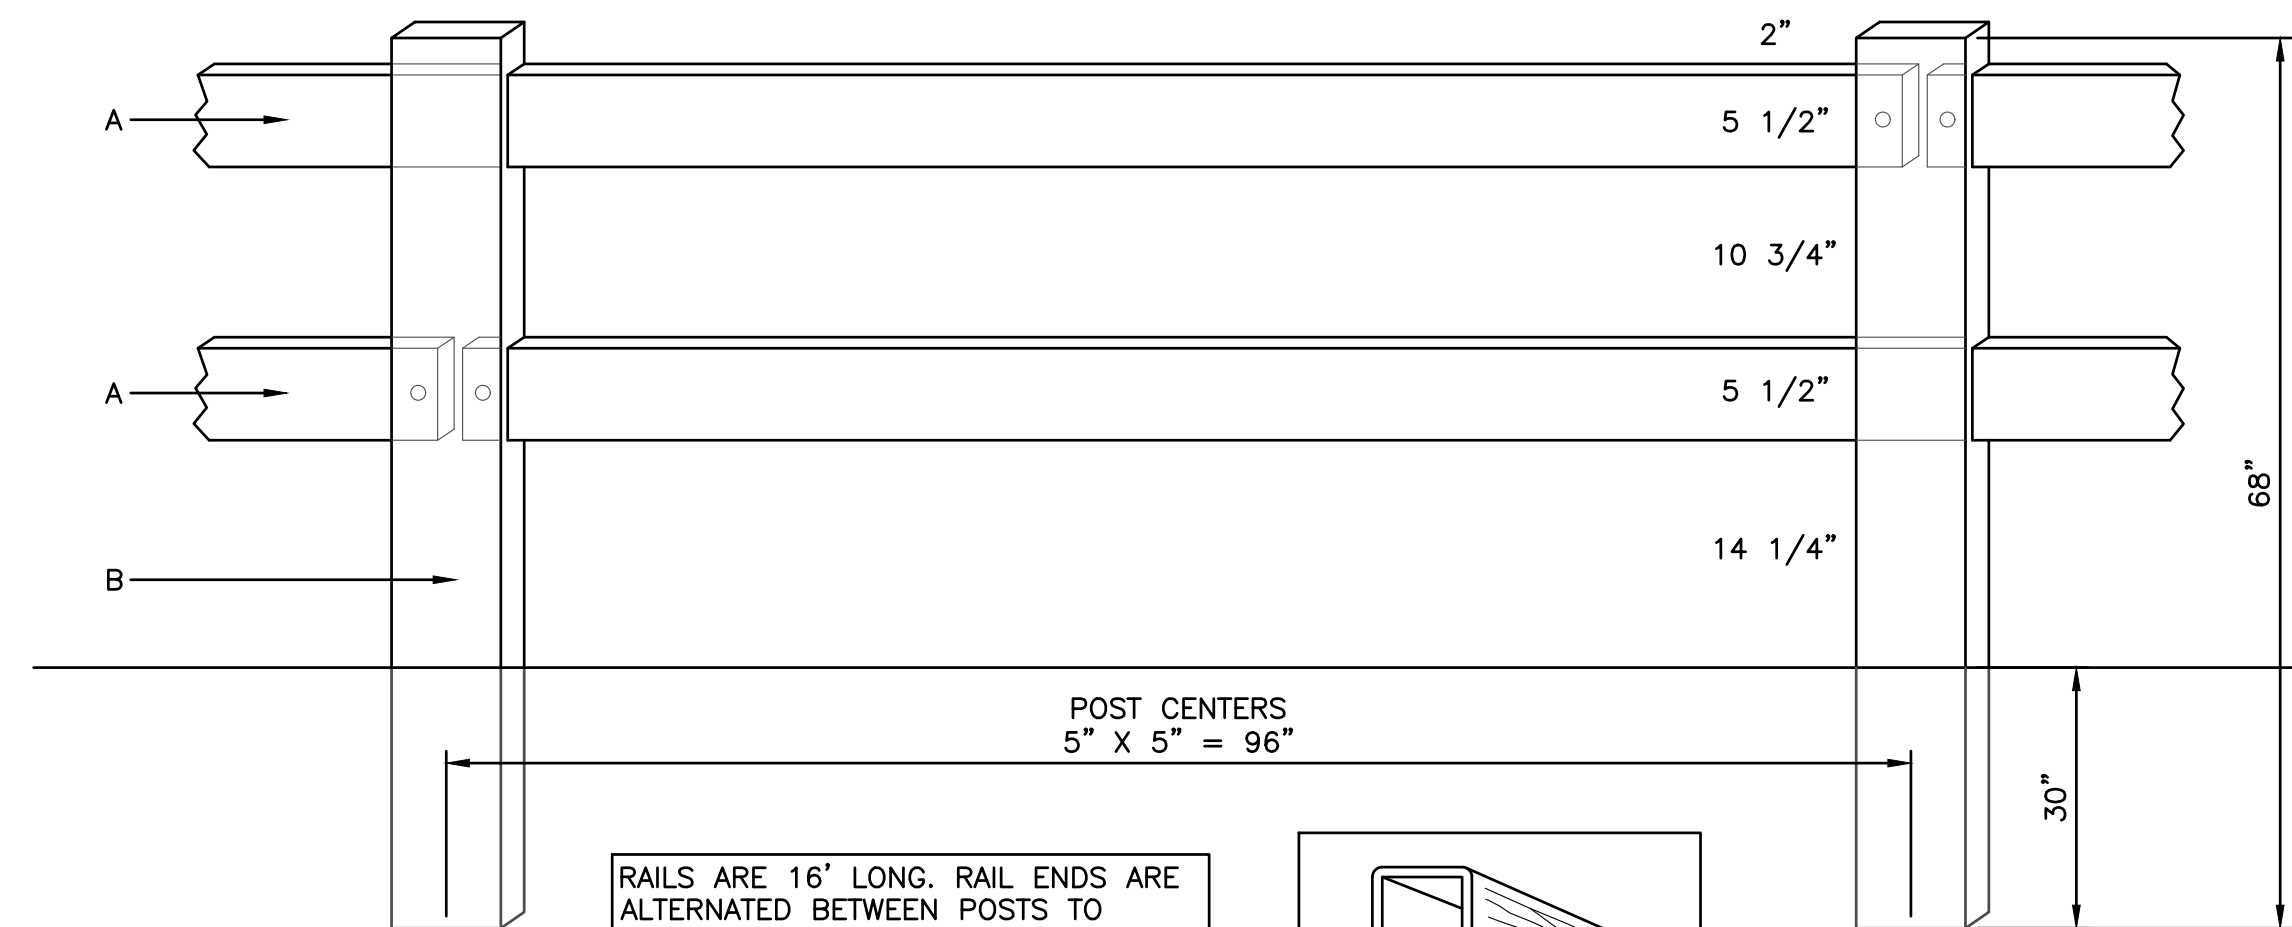 2”
A
5 1/2”
10 3/4”
A
5 1/2”
68”
B
14 1/4”
POST CENTERS
5” X 5” = 96”
30”
RAILS ARE 16’ LONG. RAIL ENDS ARE
ALTERNATED BETWEEN POSTS TO